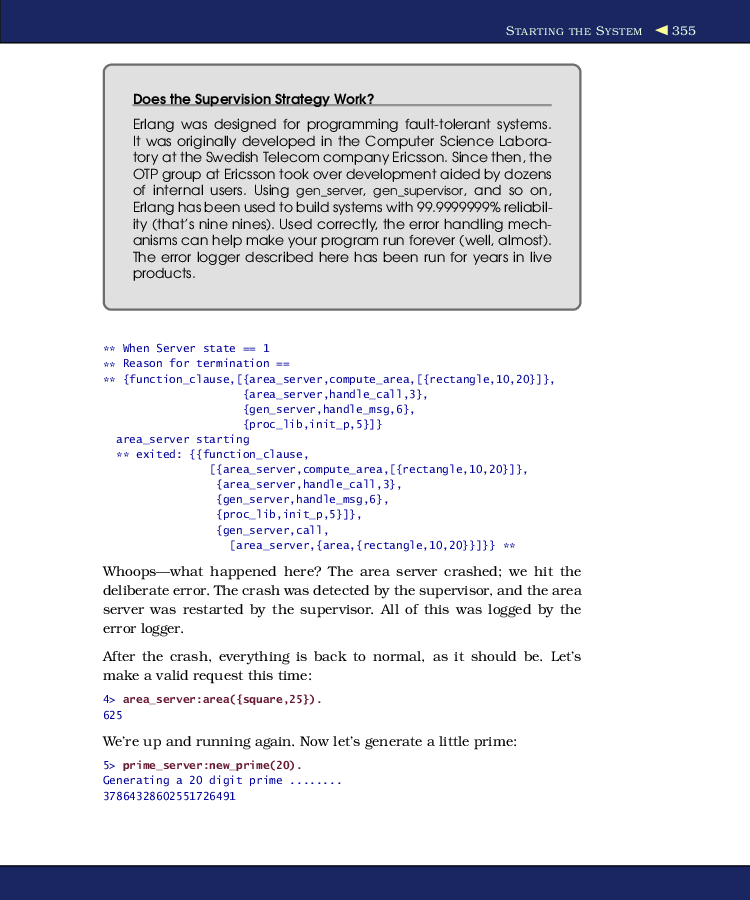 STARTING THE SYSTEM ◀ 355
Does the Supervision Strategy Work?
Erlang was designed for programming fault-tolerant systems.
It was originally developed in the Computer Science Labora-
tory at the Swedish Telecom company Ericsson. Since then, the
OTP group at Ericsson took over development aided by dozens
of internal users. Using gen_server, gen_supervisor, and so on,
Erlang has been used to build systems with 99.9999999% reliabil-
ity (that's nine nines). Used correctly, the error handling mech-
anisms can help make your program run forever (well, almost).
The error logger described here has been run for years in live
products.
** When Server state == 1
** Reason for termination ==
** {function_clause,[{area_server,compute_area,[{rectangle,10,20}]},
{area_server,handle_call,3},
{gen_server,handle_msg,6},
{proc_lib,init_p,5}]}
area_server starting
** exited: {{function_clause,
[{area_server,compute_area,[{rectangle,10,20}]},
{area_server,handle_call,3},
{gen_server,handle_msg,6},
{proc_lib,init_p,5}]},
{gen_server,call,
[area_server,{area,{rectangle,10,20}}]}} **
Whoops—what happened here? The area server crashed; we hit the
deliberate error. The crash was detected by the supervisor, and the area
server was restarted by the supervisor. All of this was logged by the
error logger.
After the crash, everything is back to normal, as it should be. Let's
make a valid request this time:
4> area_server:area({square,25}).
625
We're up and running again. Now let's generate a little prime:
5> prime_server:new_prime(20).
Generating a 20 digit prime ........
37864328602551726491